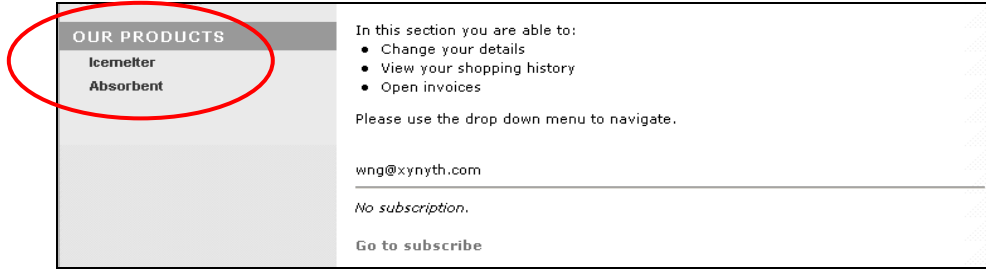 OUR PRODUCTS
Icemelter
Absorbent
In this section you are able to:
• Change your details
• View your shopping history
• Open invoices
Please use the drop down menu to navigate.
wng@xynyth.com
No subscription.
Go to subscribe